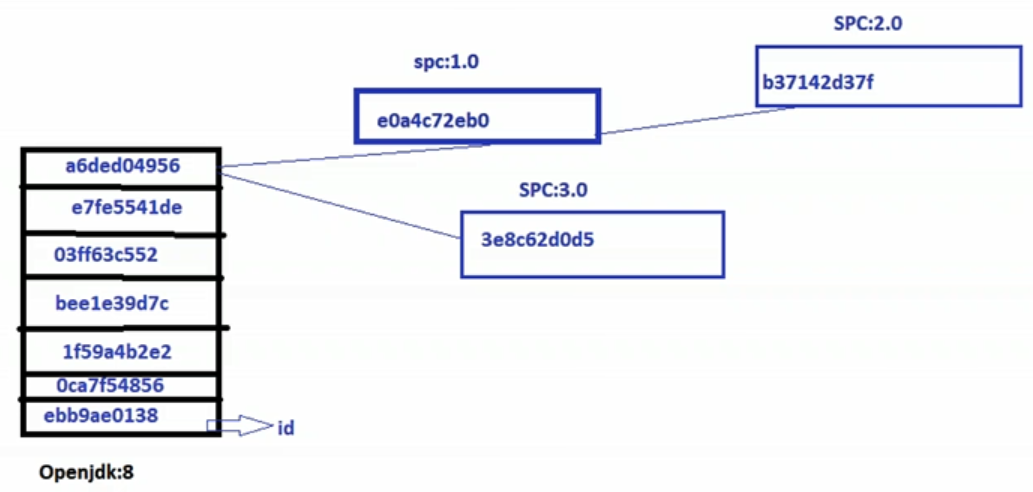 SPC:2.0
b37142d37f
spc:1.0
e0a4c72eb0
SPC:3.0
3e8c62d0d5
a6ded04956
e7fe5541de
03ff63c552
bee1e39d7c
1f59a4b2e2
0ca7f54856
ebb9ae0138
id
Openjdk:8